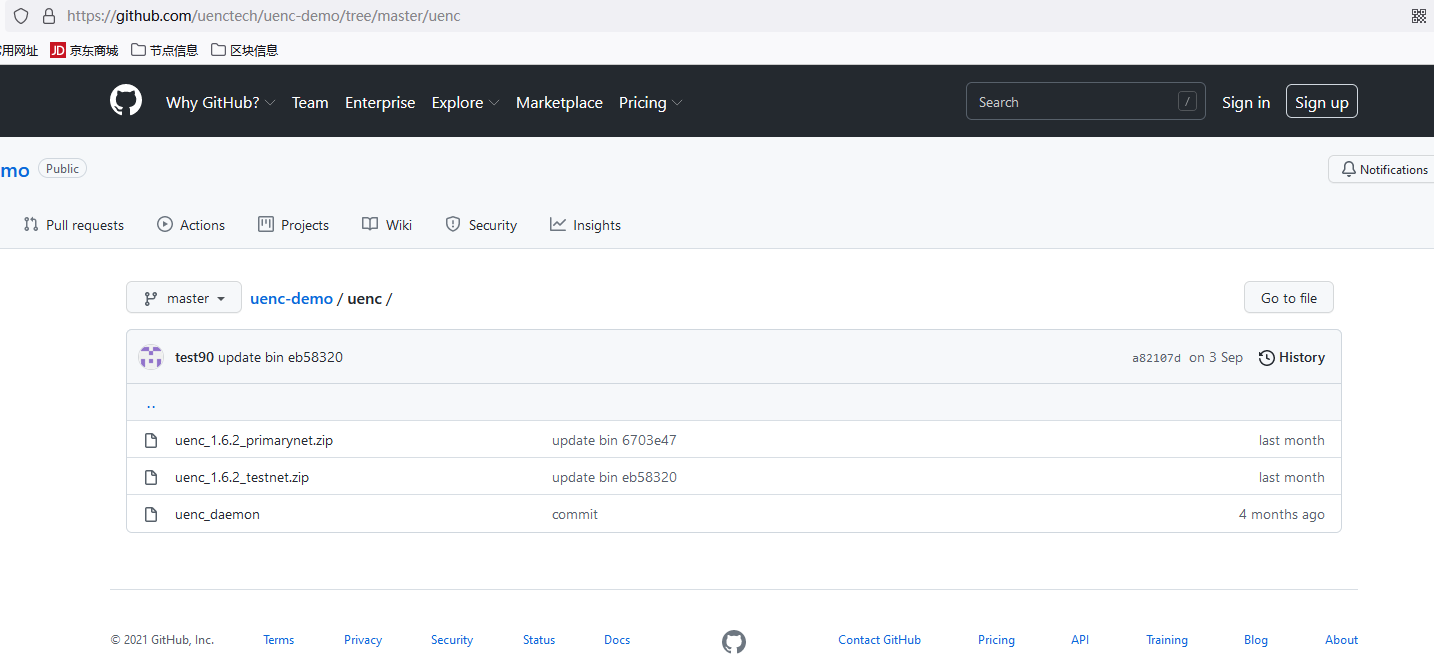 https://github.com/uenctech/uenc-demo/tree/master/uenc
用网址 JD 京东商城 节点信息 区块信息
Why GitHub? Team Enterprise Explore Marketplace Pricing Search / Sign in Sign up
mo Public Notifications
Pull requests Actions Projects Wiki Security Insights
master uenc-demo / uenc / Go to file
test90 update bin eb58320 a82107d on 3 Sep History
..
uenc_1.6.2_primarynet.zip update bin 6703e47 last month
uenc_1.6.2_testnet.zip update bin eb58320 last month
uenc_daemon commit 4 months ago
© 2021 GitHub, Inc. Terms Privacy Security Status Docs Contact GitHub Pricing API Training Blog About